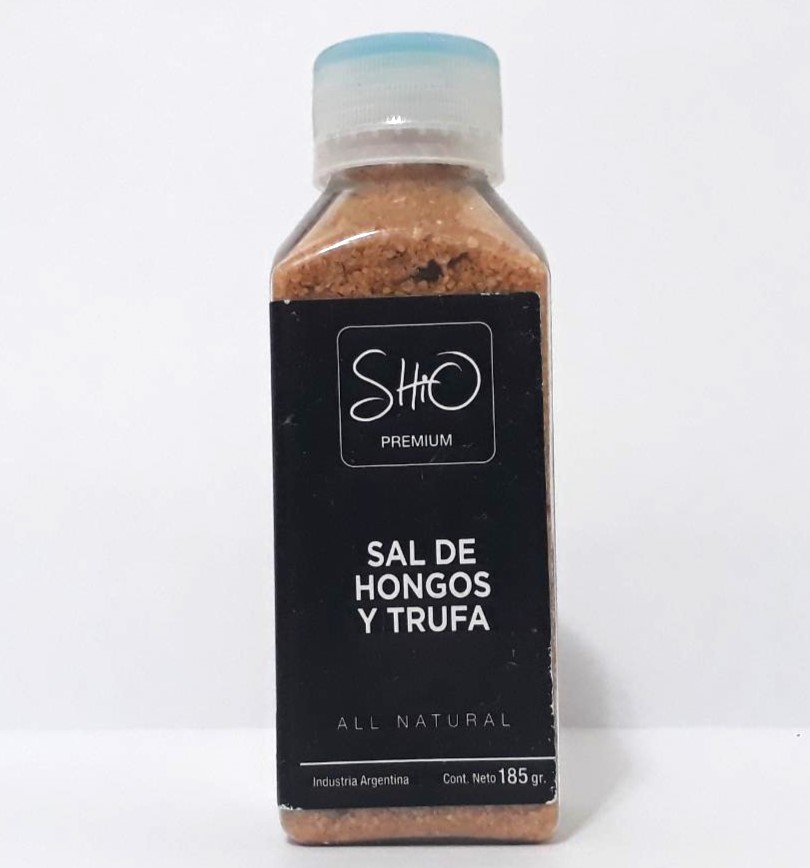 SHiO
PREMIUM
SAL DE
HONGOS
Y TRUFA
ALL NATURAL
Industria Argentina Cont. Neto 185 gr.